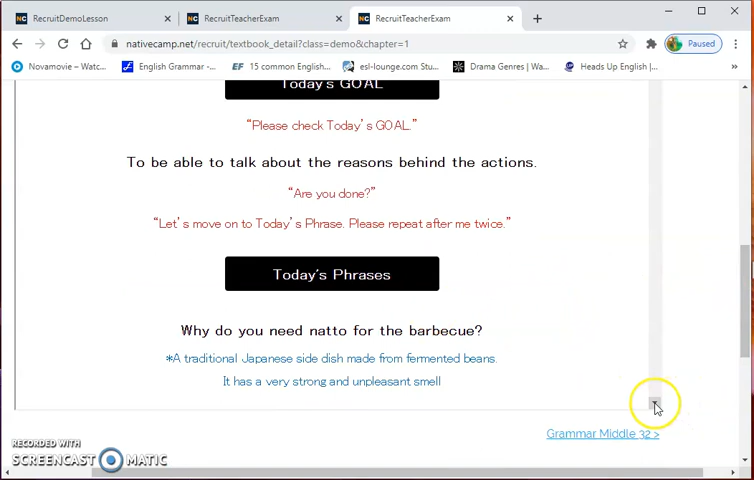 RecruitDemoLesson
RecruitTeacherExam
RecruitTeacherExam
nativecamp.net/recruit/textbook_detail?class=demo&chapter=1
Paused
Novamovie – Watc...
English Grammar -...
EF 15 common English...
esl-lounge.com Stu...
Drama Genres | Wa...
Heads Up English |...
Today's GOAL
“Please check Today's GOAL.”
To be able to talk about the reasons behind the actions.
“Are you done?”
“Let's move on to Today's Phrase. Please repeat after me twice.”
Today's Phrases
Why do you need natto for the barbecue?
*A traditional Japanese side dish made from fermented beans.
It has a very strong and unpleasant smell
Grammar Middle 32 >
RECORDED WITH
SCREENCAST MATIC